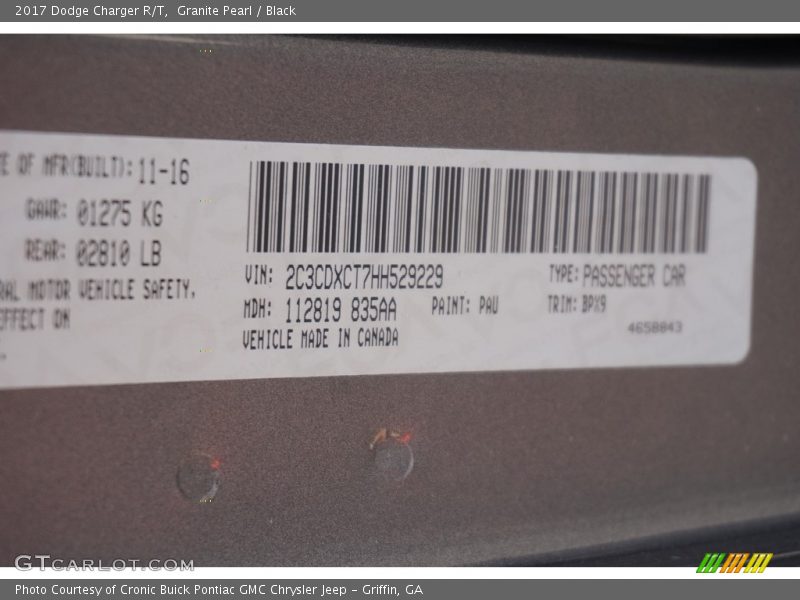 2017 Dodge Charger R/T, Granite Pearl / Black
E OF MFR(BUILT): 11-16
GAWR: 01275 KG
REAR: 02810 LB
RAL MOTOR VEHICLE SAFETY,
EFFECT ON
VIN: 2C3CDXCT7HH529229 TYPE: PASSENGER CAR
MDH: 112819 835AA PAINT: PAU TRIM: BPX9
VEHICLE MADE IN CANADA
4658843
GTCARLOT.COM
Photo Courtesy of Cronic Buick Pontiac GMC Chrysler Jeep - Griffin, GA